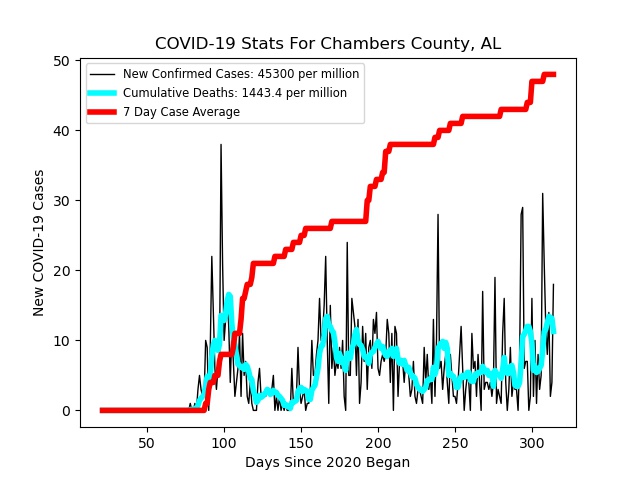 COVID-19 Stats For Chambers County, AL
New Confirmed Cases: 45300 per million
Cumulative Deaths: 1443.4 per million
7 Day Case Average
New COVID-19 Cases
50
40
30
20
10
0
50 100 150 200 250 300
Days Since 2020 Began